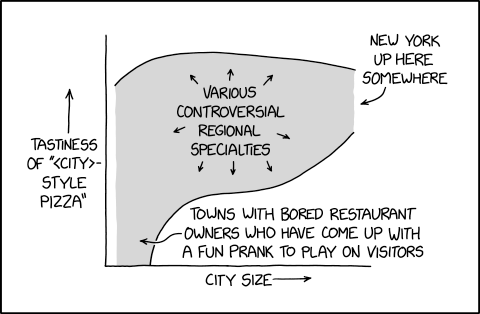 NEW YORK
UP HERE
SOMEWHERE
VARIOUS
CONTROVERSIAL
REGIONAL
SPECIALTIES
TASTINESS
OF "<CITY>-
STYLE
PIZZA"
TOWNS WITH BORED RESTAURANT
OWNERS WHO HAVE COME UP WITH
A FUN PRANK TO PLAY ON VISITORS
CITY SIZE